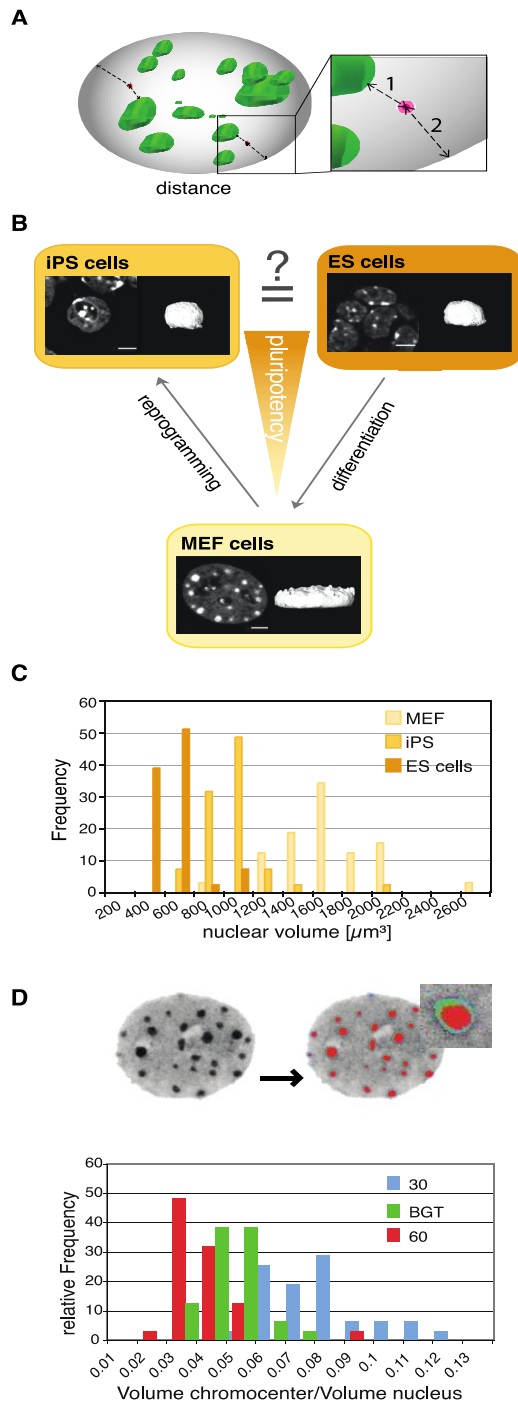 A
1
2
distance
B
iPS cells
?
=
ES cells
pluripotency
reprogramming
differentiation
MEF cells
C
60
50
40
30
20
10
0
Frequency
MEF
iPS
ES cells
200 400 600 800 1000 1200 1400 1600 1800 2000 2200 2400 2600
nuclear volume [µm³]
D
60
50
40
30
20
10
0
relative Frequency
30
BGT
60
0.01 0.02 0.03 0.04 0.05 0.06 0.07 0.08 0.09 0.1 0.11 0.12 0.13
Volume chromocenter/Volume nucleus